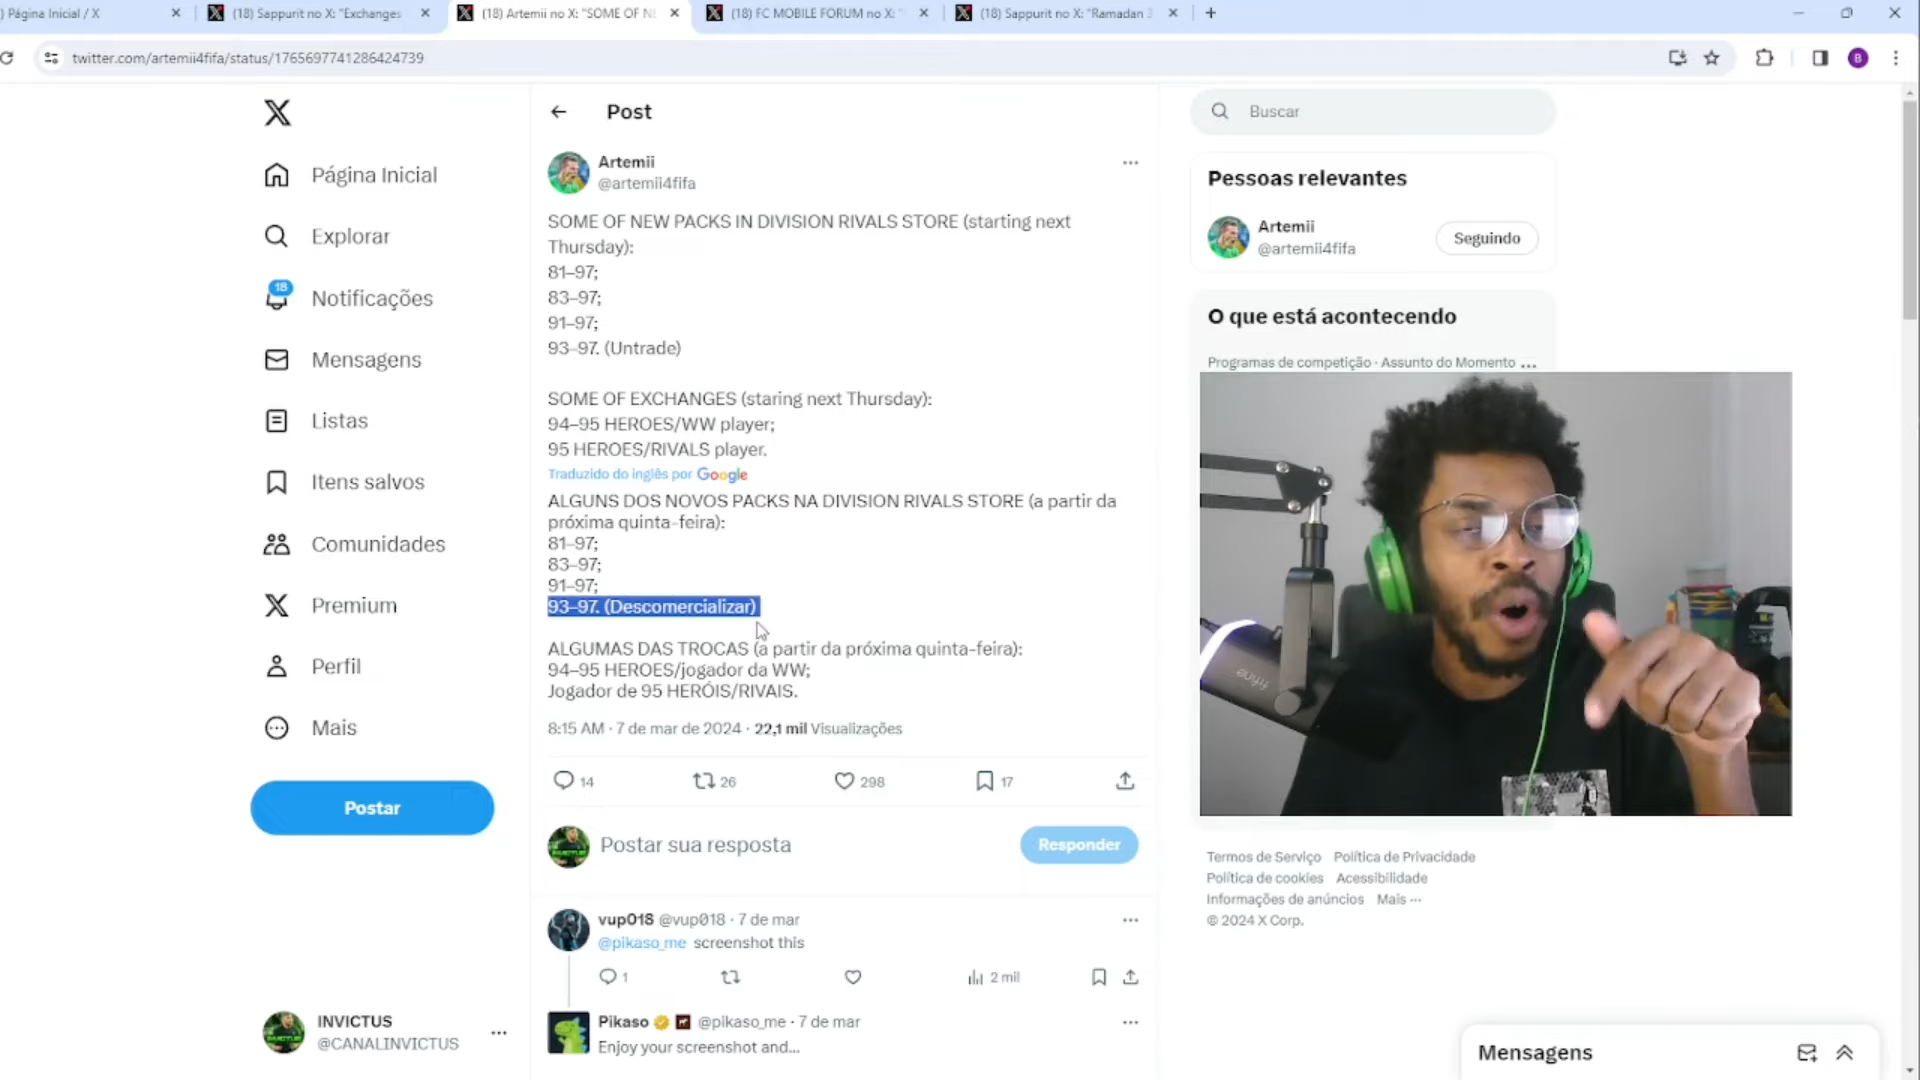 ) Página Inicial / X
(18) Sappurit no X: "Exchanges
(18) Artemii no X: "SOME OF NE
(18) FC MOBILE FORUM no X: "
(18) Sappurit no X: "Ramadan 3
twitter.com/artemii4fifa/status/1765697741286424739
B
Página Inicial
Explorar
18
Notificações
Mensagens
Listas
Itens salvos
Comunidades
Premium
Perfil
Mais
Postar
INVICTUS
@CANALINVICTUS
Post
Artemii
@artemii4fifa
SOME OF NEW PACKS IN DIVISION RIVALS STORE (starting next
Thursday):
81–97;
83–97;
91–97;
93–97. (Untrade)
SOME OF EXCHANGES (staring next Thursday):
94–95 HEROES/WW player;
95 HEROES/RIVALS player.
Traduzido do inglês por Google
ALGUNS DOS NOVOS PACKS NA DIVISION RIVALS STORE (a partir da
próxima quinta-feira):
81–97;
83–97;
91–97;
93–97. (Descomercializar)
ALGUMAS DAS TROCAS (a partir da próxima quinta-feira):
94–95 HEROES/jogador da WW;
Jogador de 95 HERÓIS/RIVAIS.
8:15 AM · 7 de mar de 2024 · 22,1 mil Visualizações
14
26
298
17
Postar sua resposta
Responder
vup018 @vup018 · 7 de mar
@pikaso_me screenshot this
1
2 mil
Pikaso @pikaso_me · 7 de mar
Enjoy your screenshot and...
Buscar
Pessoas relevantes
Artemii
@artemii4fifa
Seguindo
O que está acontecendo
Programas de competição · Assunto do Momento
fifine
Termos de Serviço Política de Privacidade
Política de cookies Acessibilidade
Informações de anúncios Mais ...
© 2024 X Corp.
Mensagens